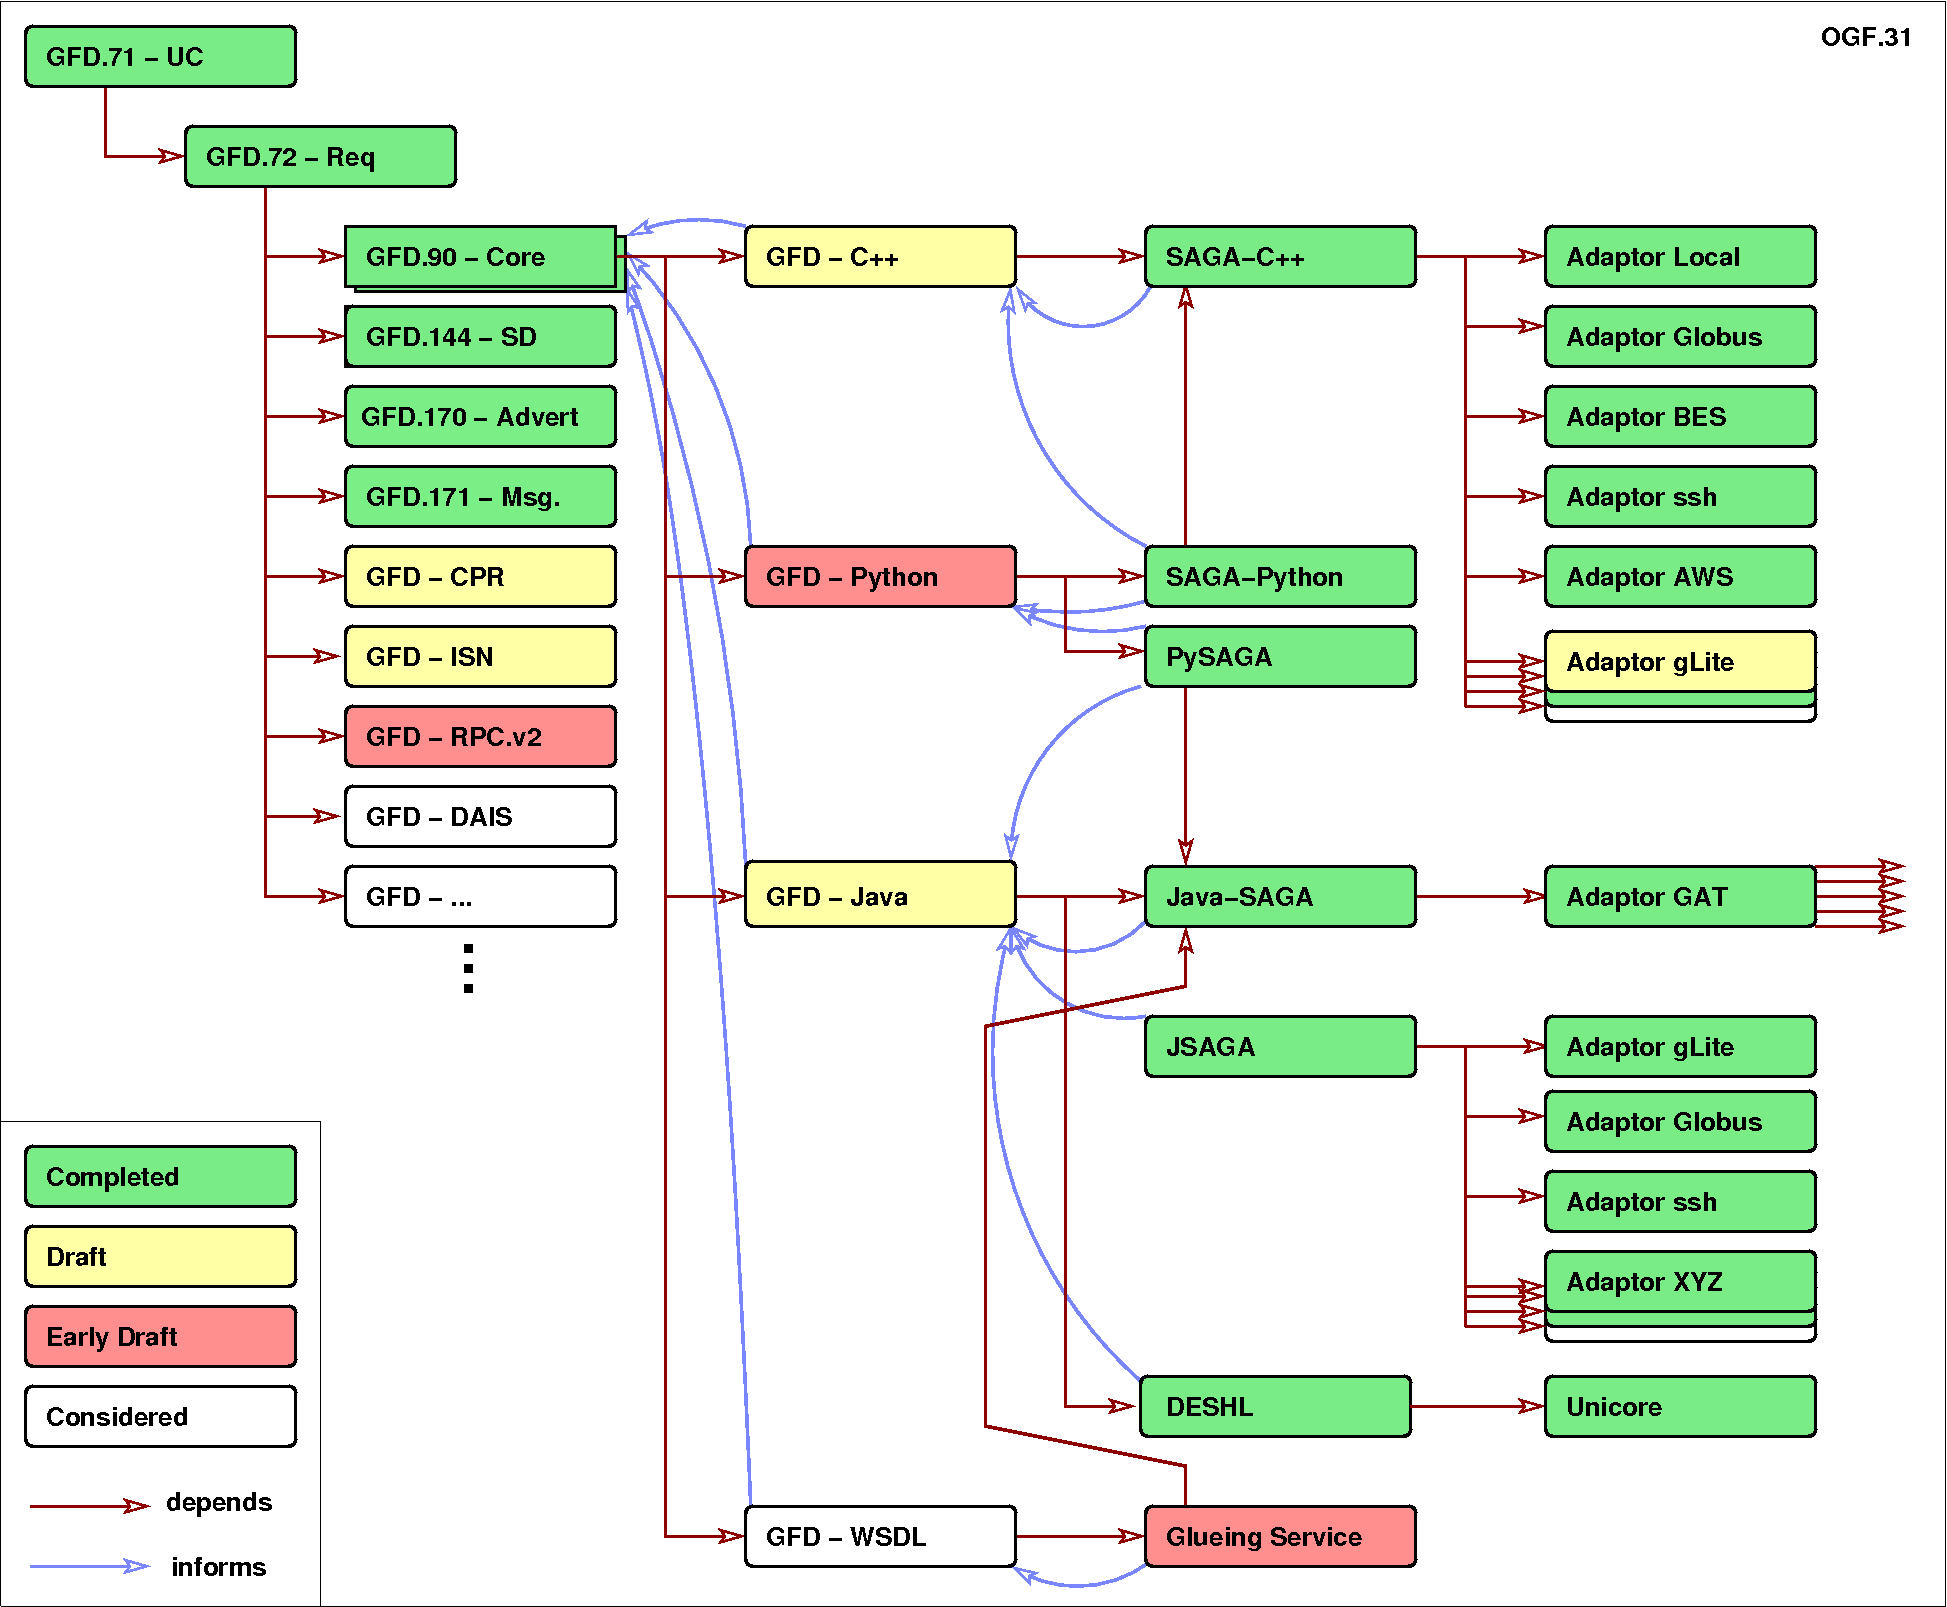 OGF.31
GFD.71 – UC
GFD.72 – Req
GFD.90 – Core
GFD.144 – SD
GFD.170 – Advert
GFD.171 – Msg.
GFD – CPR
GFD – ISN
GFD – RPC.v2
GFD – DAIS
GFD – ...
GFD – C++
GFD – Python
GFD – Java
GFD – WSDL
SAGA–C++
SAGA–Python
PySAGA
Java–SAGA
JSAGA
DESHL
Glueing Service
Adaptor Local
Adaptor Globus
Adaptor BES
Adaptor ssh
Adaptor AWS
Adaptor gLite
Adaptor GAT
Adaptor gLite
Adaptor Globus
Adaptor ssh
Adaptor XYZ
Unicore
Completed
Draft
Early Draft
Considered
depends
informs